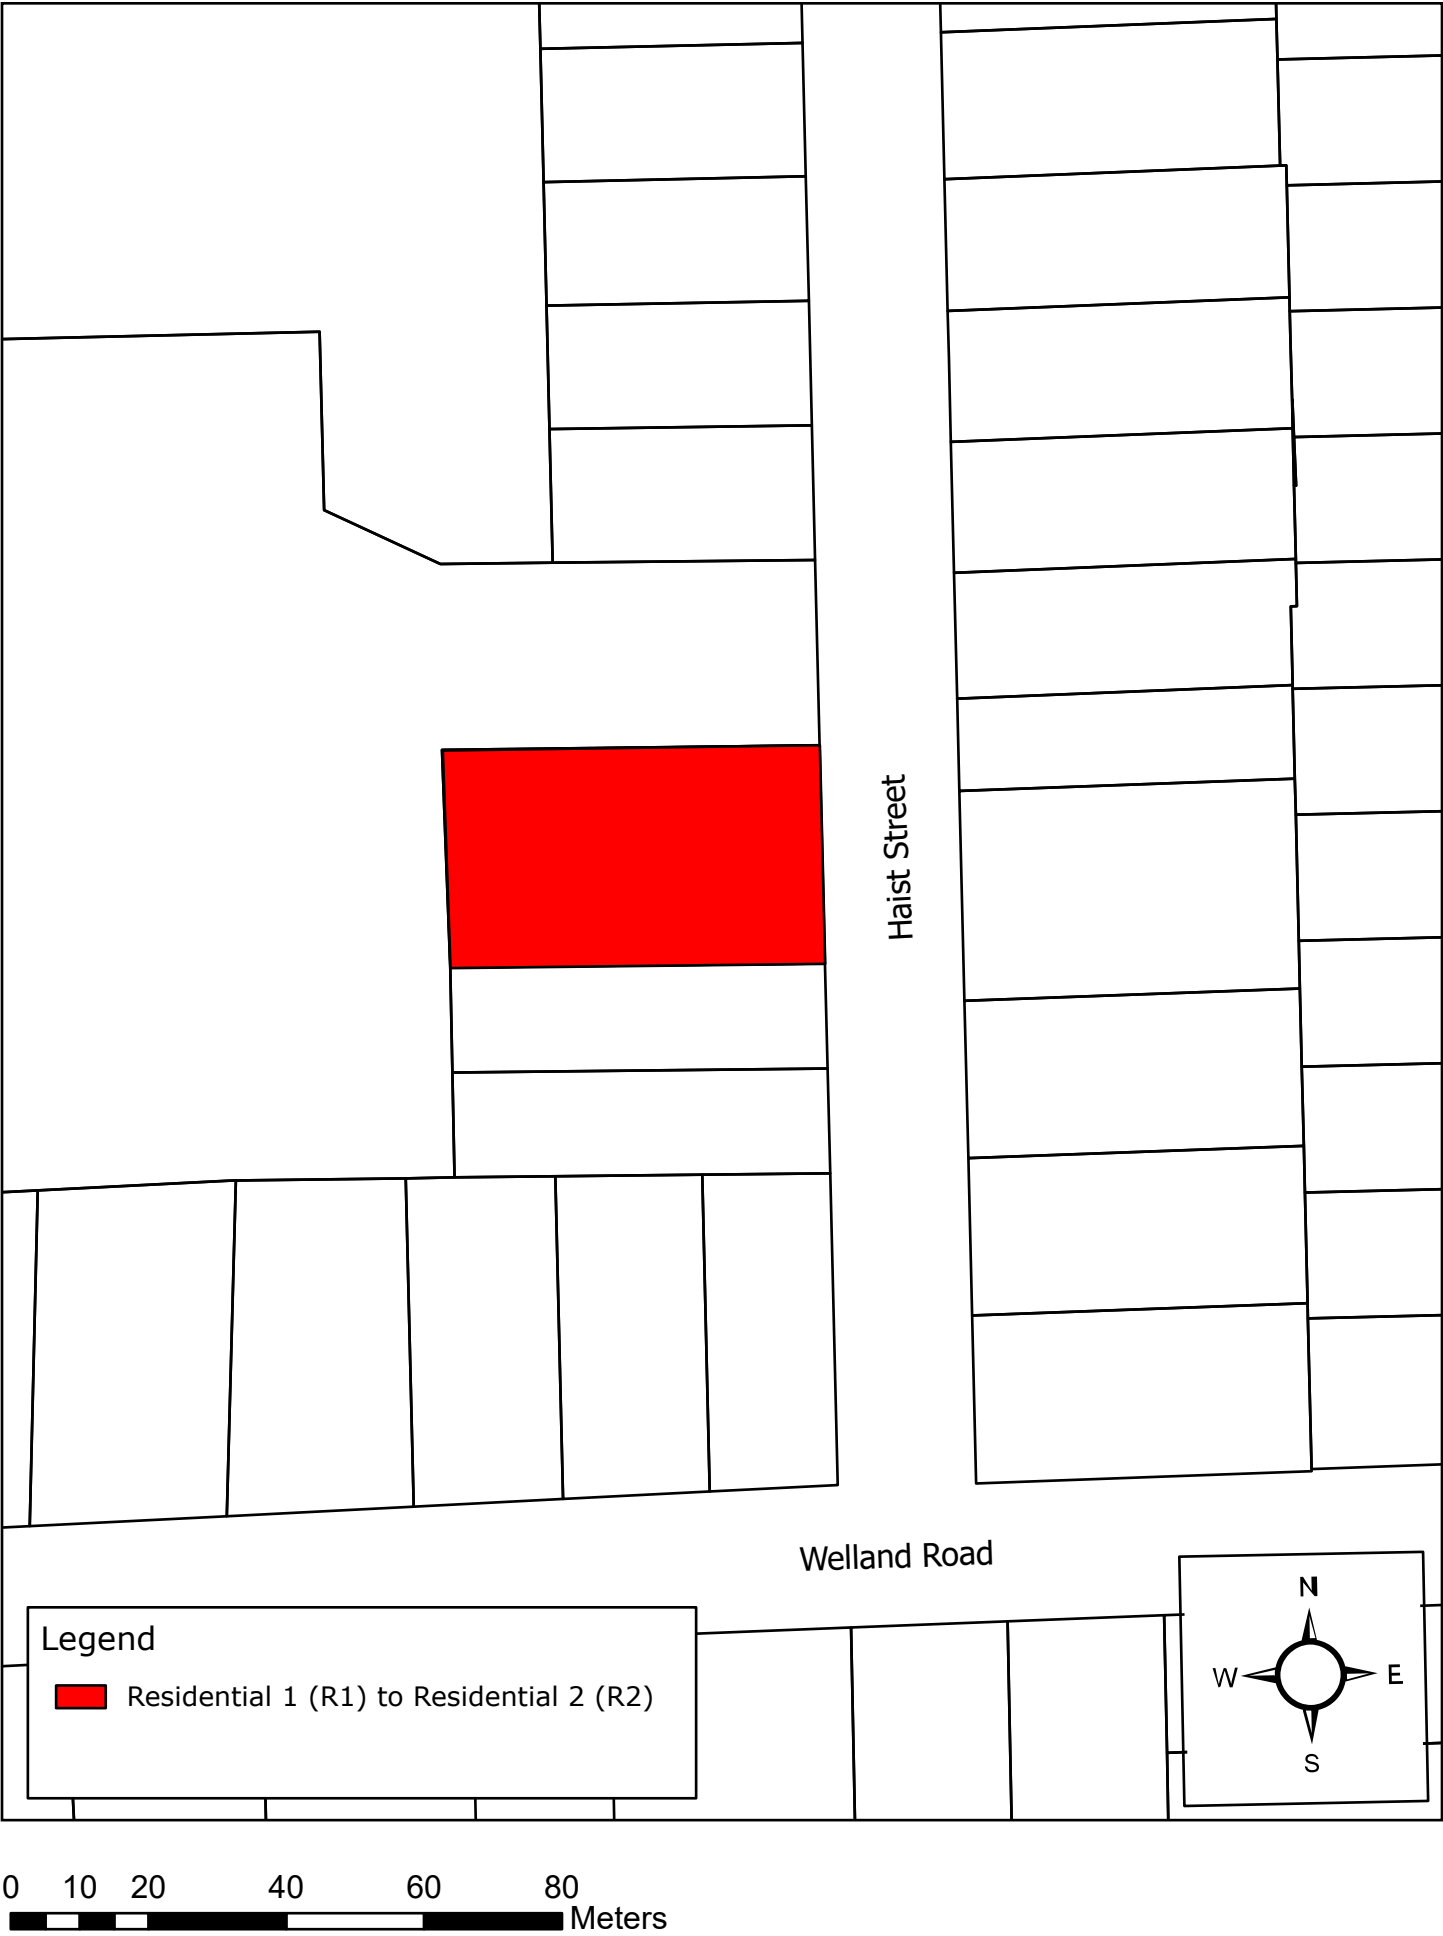 Haist Street
Welland Road
Legend
Residential 1 (R1) to Residential 2 (R2)
N
W
E
S
0 10 20 40 60 80
Meters